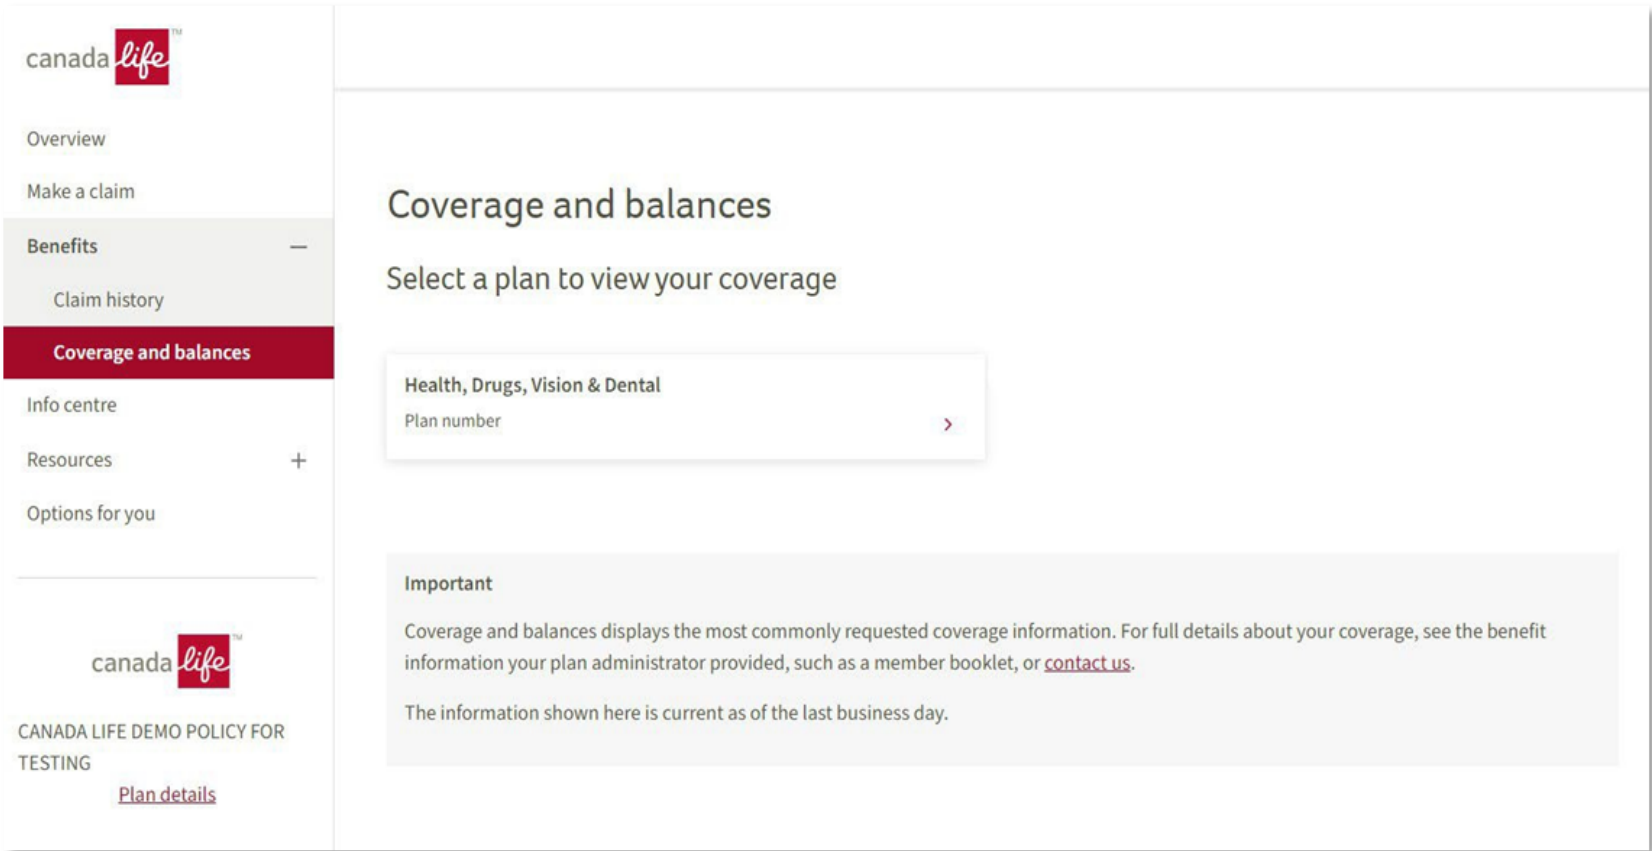 canada life™
Overview
Make a claim
Benefits —
Claim history
Coverage and balances
Info centre
Resources +
Options for you
canada life™
CANADA LIFE DEMO POLICY FOR
TESTING
Plan details
Coverage and balances
Select a plan to view your coverage
Health, Drugs, Vision & Dental
Plan number
Important
Coverage and balances displays the most commonly requested coverage information. For full details about your coverage, see the benefit
information your plan administrator provided, such as a member booklet, or contact us.
The information shown here is current as of the last business day.